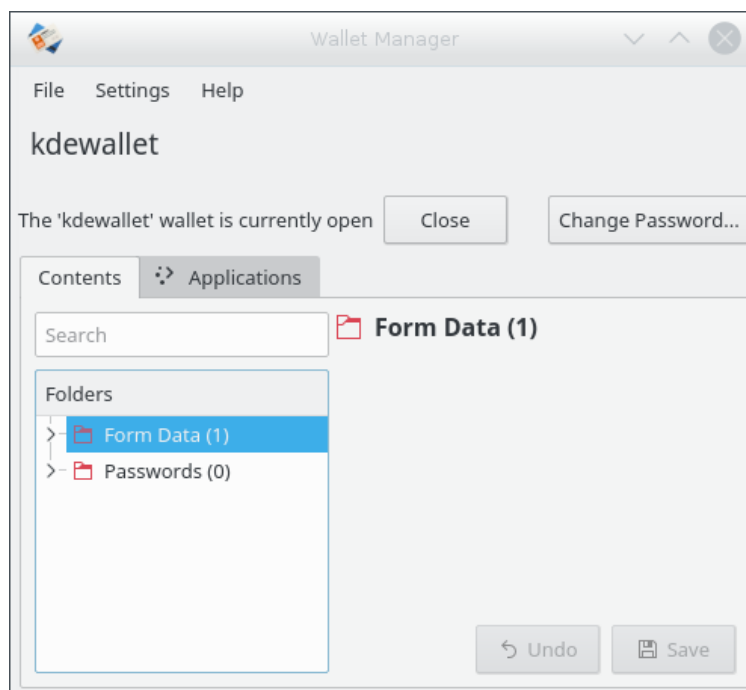 Wallet Manager
File Settings Help
kdewallet
The 'kdewallet' wallet is currently open Close Change Password...
Contents Applications
Search
Form Data (1)
Folders
Form Data (1)
Passwords (0)
Undo Save